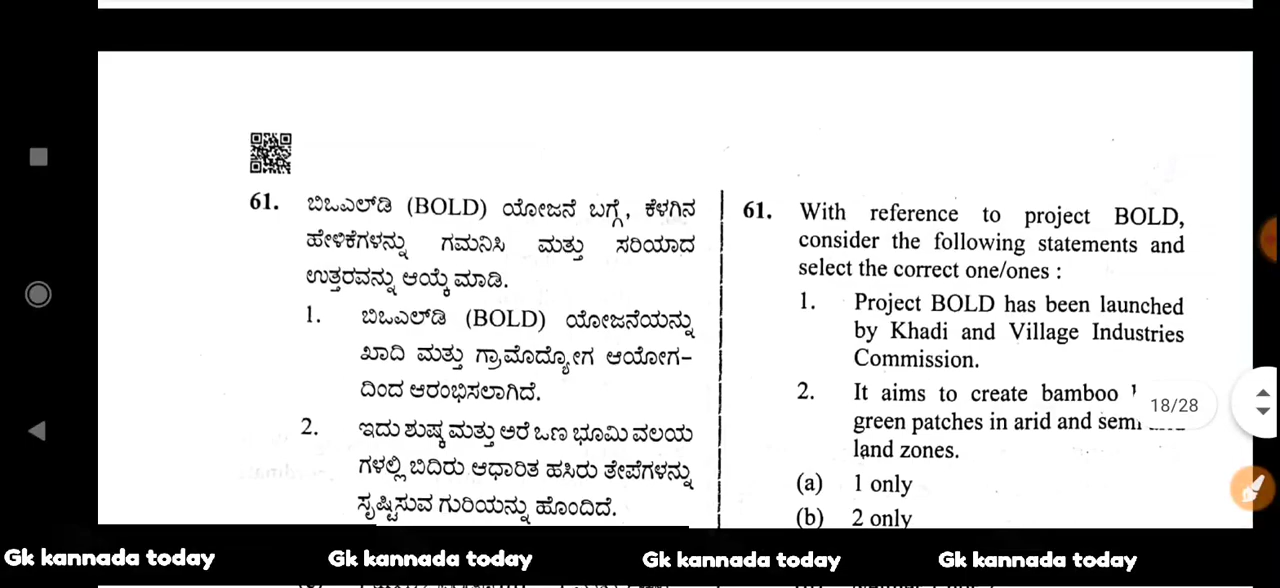 61. ಬಿಒಎಲ್‌ಡಿ (BOLD) ಯೋಜನೆ ಬಗ್ಗೆ, ಕೆಳಗಿನ
ಹೇಳಿಕೆಗಳನ್ನು ಗಮನಿಸಿ ಮತ್ತು ಸರಿಯಾದ
ಉತ್ತರವನ್ನು ಆಯ್ಕೆ ಮಾಡಿ.
1. ಬಿಒಎಲ್‌ಡಿ (BOLD) ಯೋಜನೆಯನ್ನು
ಖಾದಿ ಮತ್ತು ಗ್ರಾಮೊದ್ಯೋಗ ಆಯೋಗ-
ದಿಂದ ಆರಂಭಿಸಲಾಗಿದೆ.
2. ಇದು ಶುಷ್ಕ ಮತ್ತು ಅರೆ ಒಣ ಭೂಮಿ ವಲಯ
ಗಳಲ್ಲಿ ಬಿದಿರು ಆಧಾರಿತ ಹಸಿರು ತೇಪೆಗಳನ್ನು
ಸೃಷ್ಟಿಸುವ ಗುರಿಯನ್ನು ಹೊಂದಿದೆ.
61. With reference to project BOLD,
consider the following statements and
select the correct one/ones :
1. Project BOLD has been launched
by Khadi and Village Industries
Commission.
2. It aims to create bamboo
green patches in arid and
land zones.
(a) 1 only
(b) 2 only
18/28
Gk kannada today Gk kannada today Gk kannada today Gk kannada today